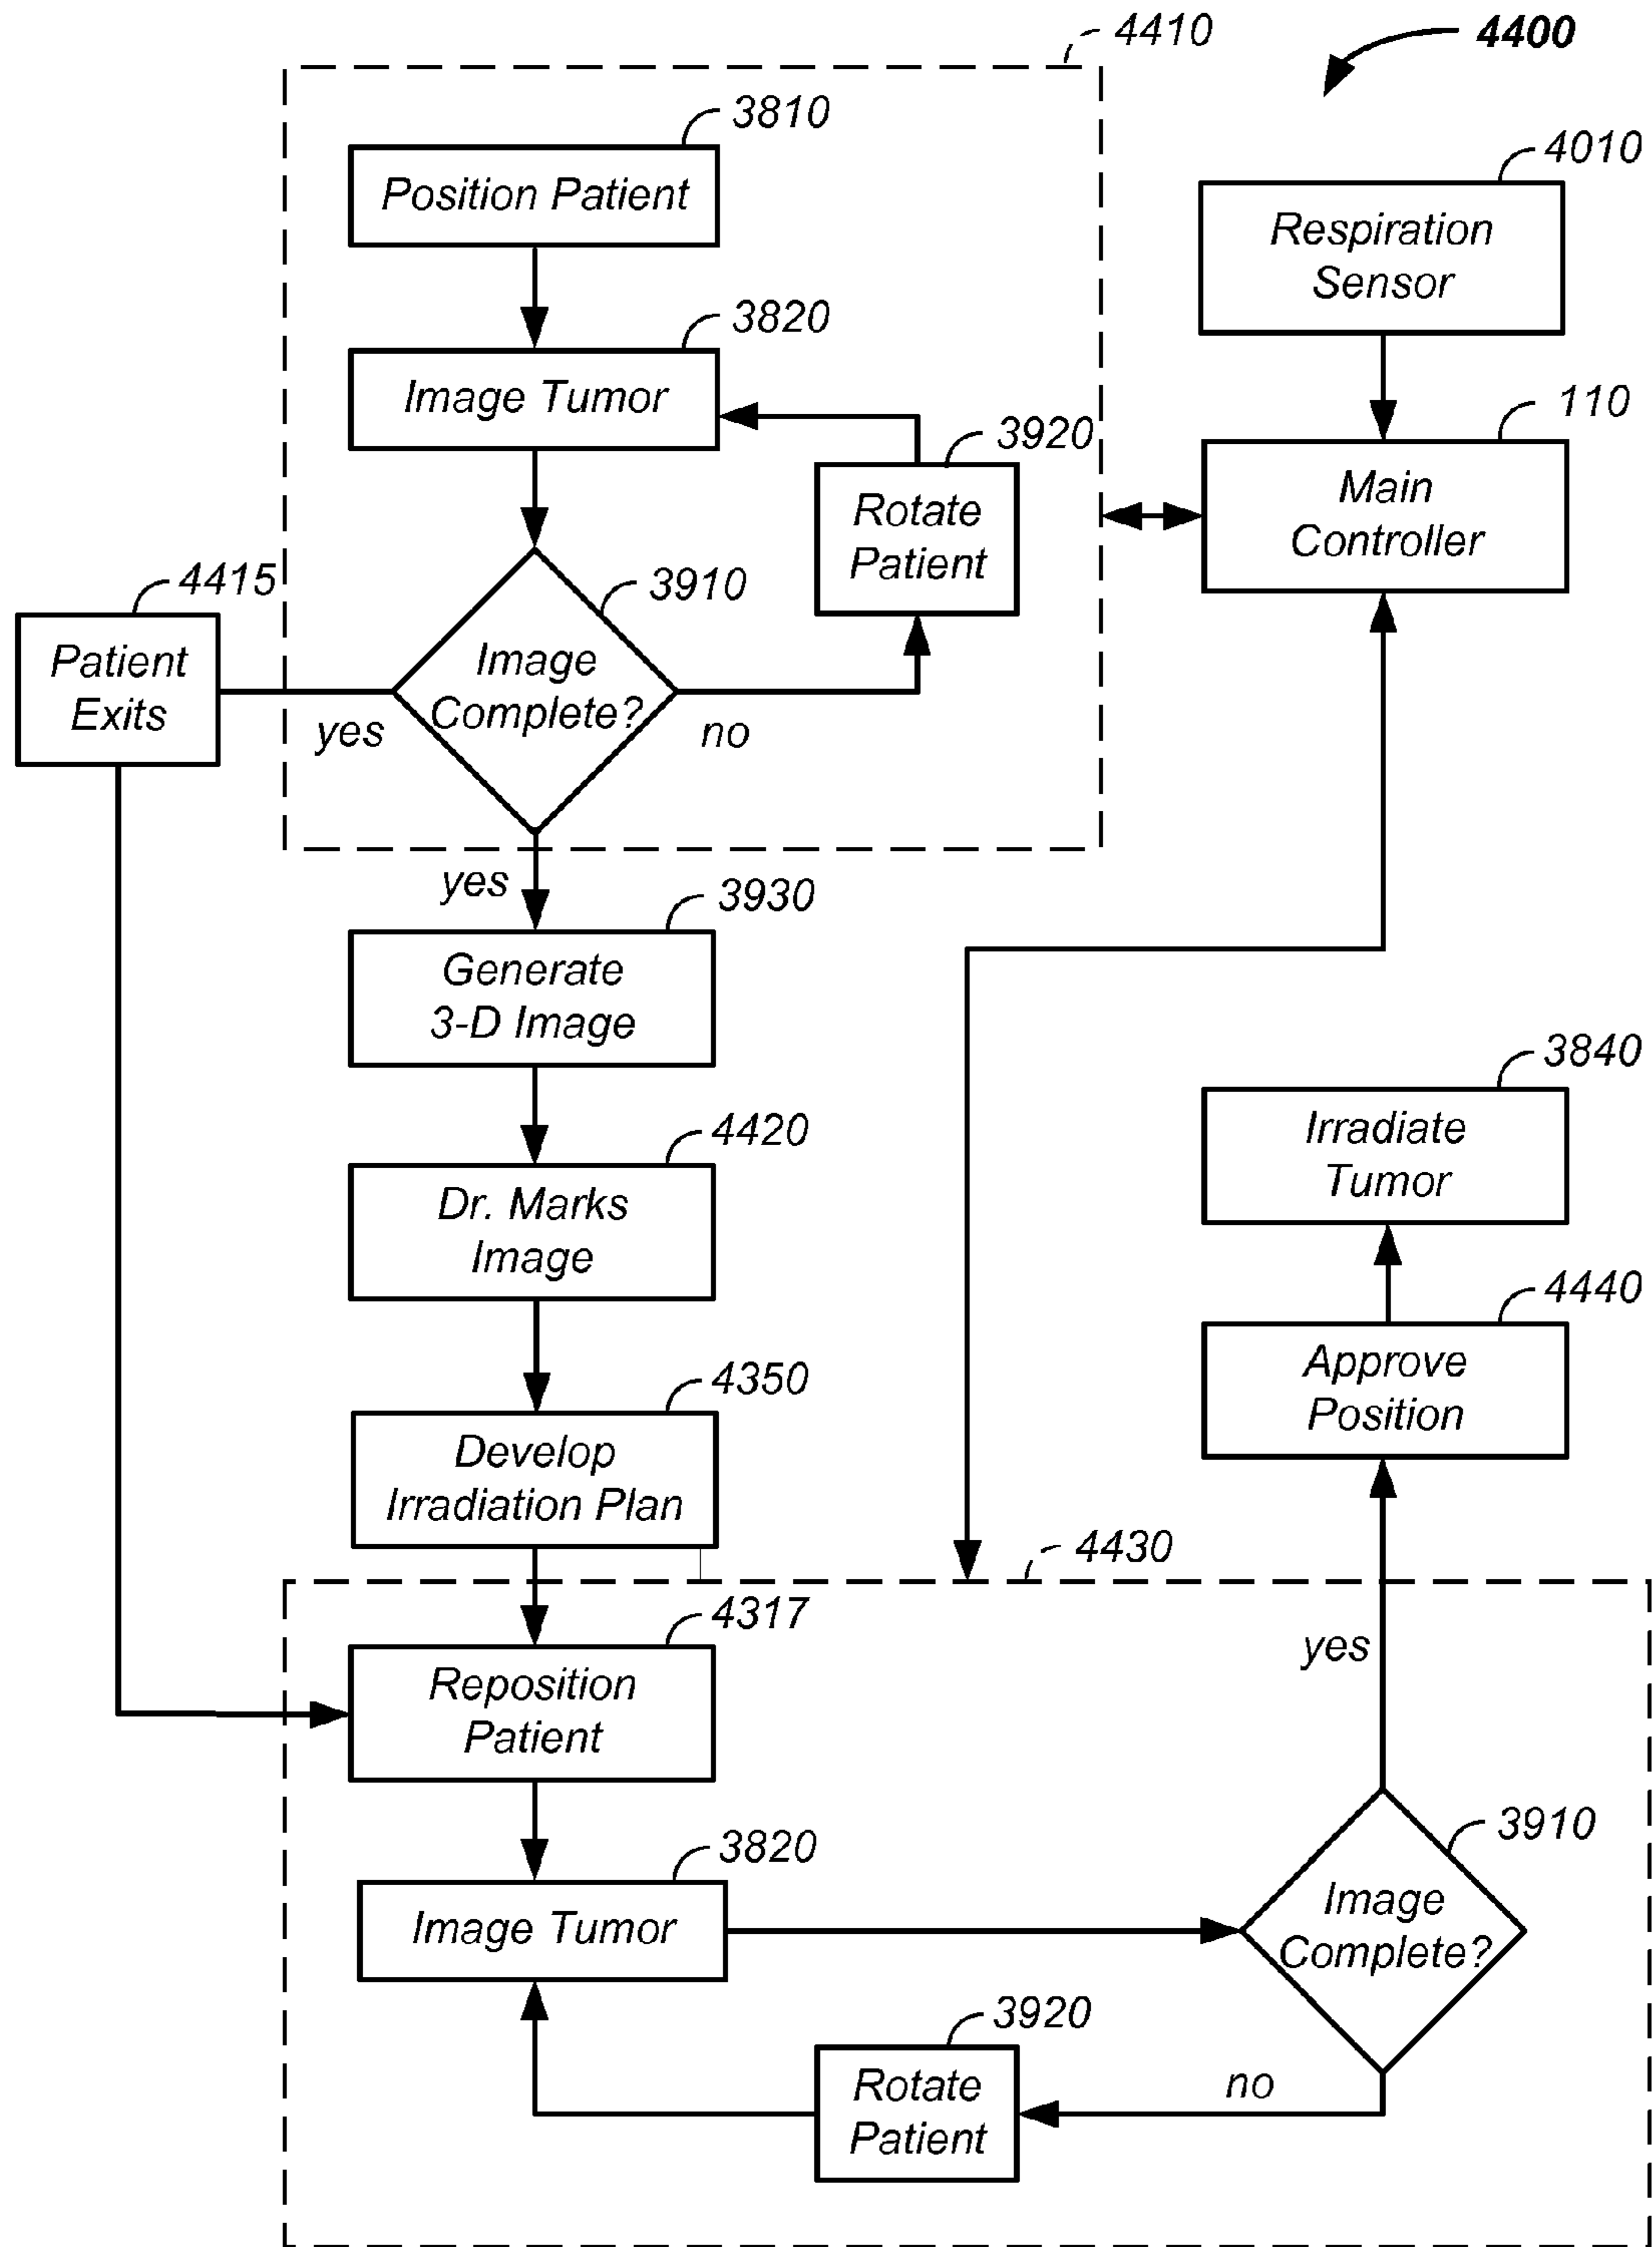 4410
4400
3810
Position Patient
4010
Respiration
Sensor
3820
Image Tumor
110
Main
Controller
3920
Rotate
Patient
4415
Patient
Exits
3910
Image
Complete?
yes
no
yes
3930
Generate
3-D Image
4420
Dr. Marks
Image
4350
Develop
Irradiation Plan
3840
Irradiate
Tumor
4440
Approve
Position
4430
4317
Reposition
Patient
yes
3820
Image Tumor
3910
Image
Complete?
3920
Rotate
Patient
no